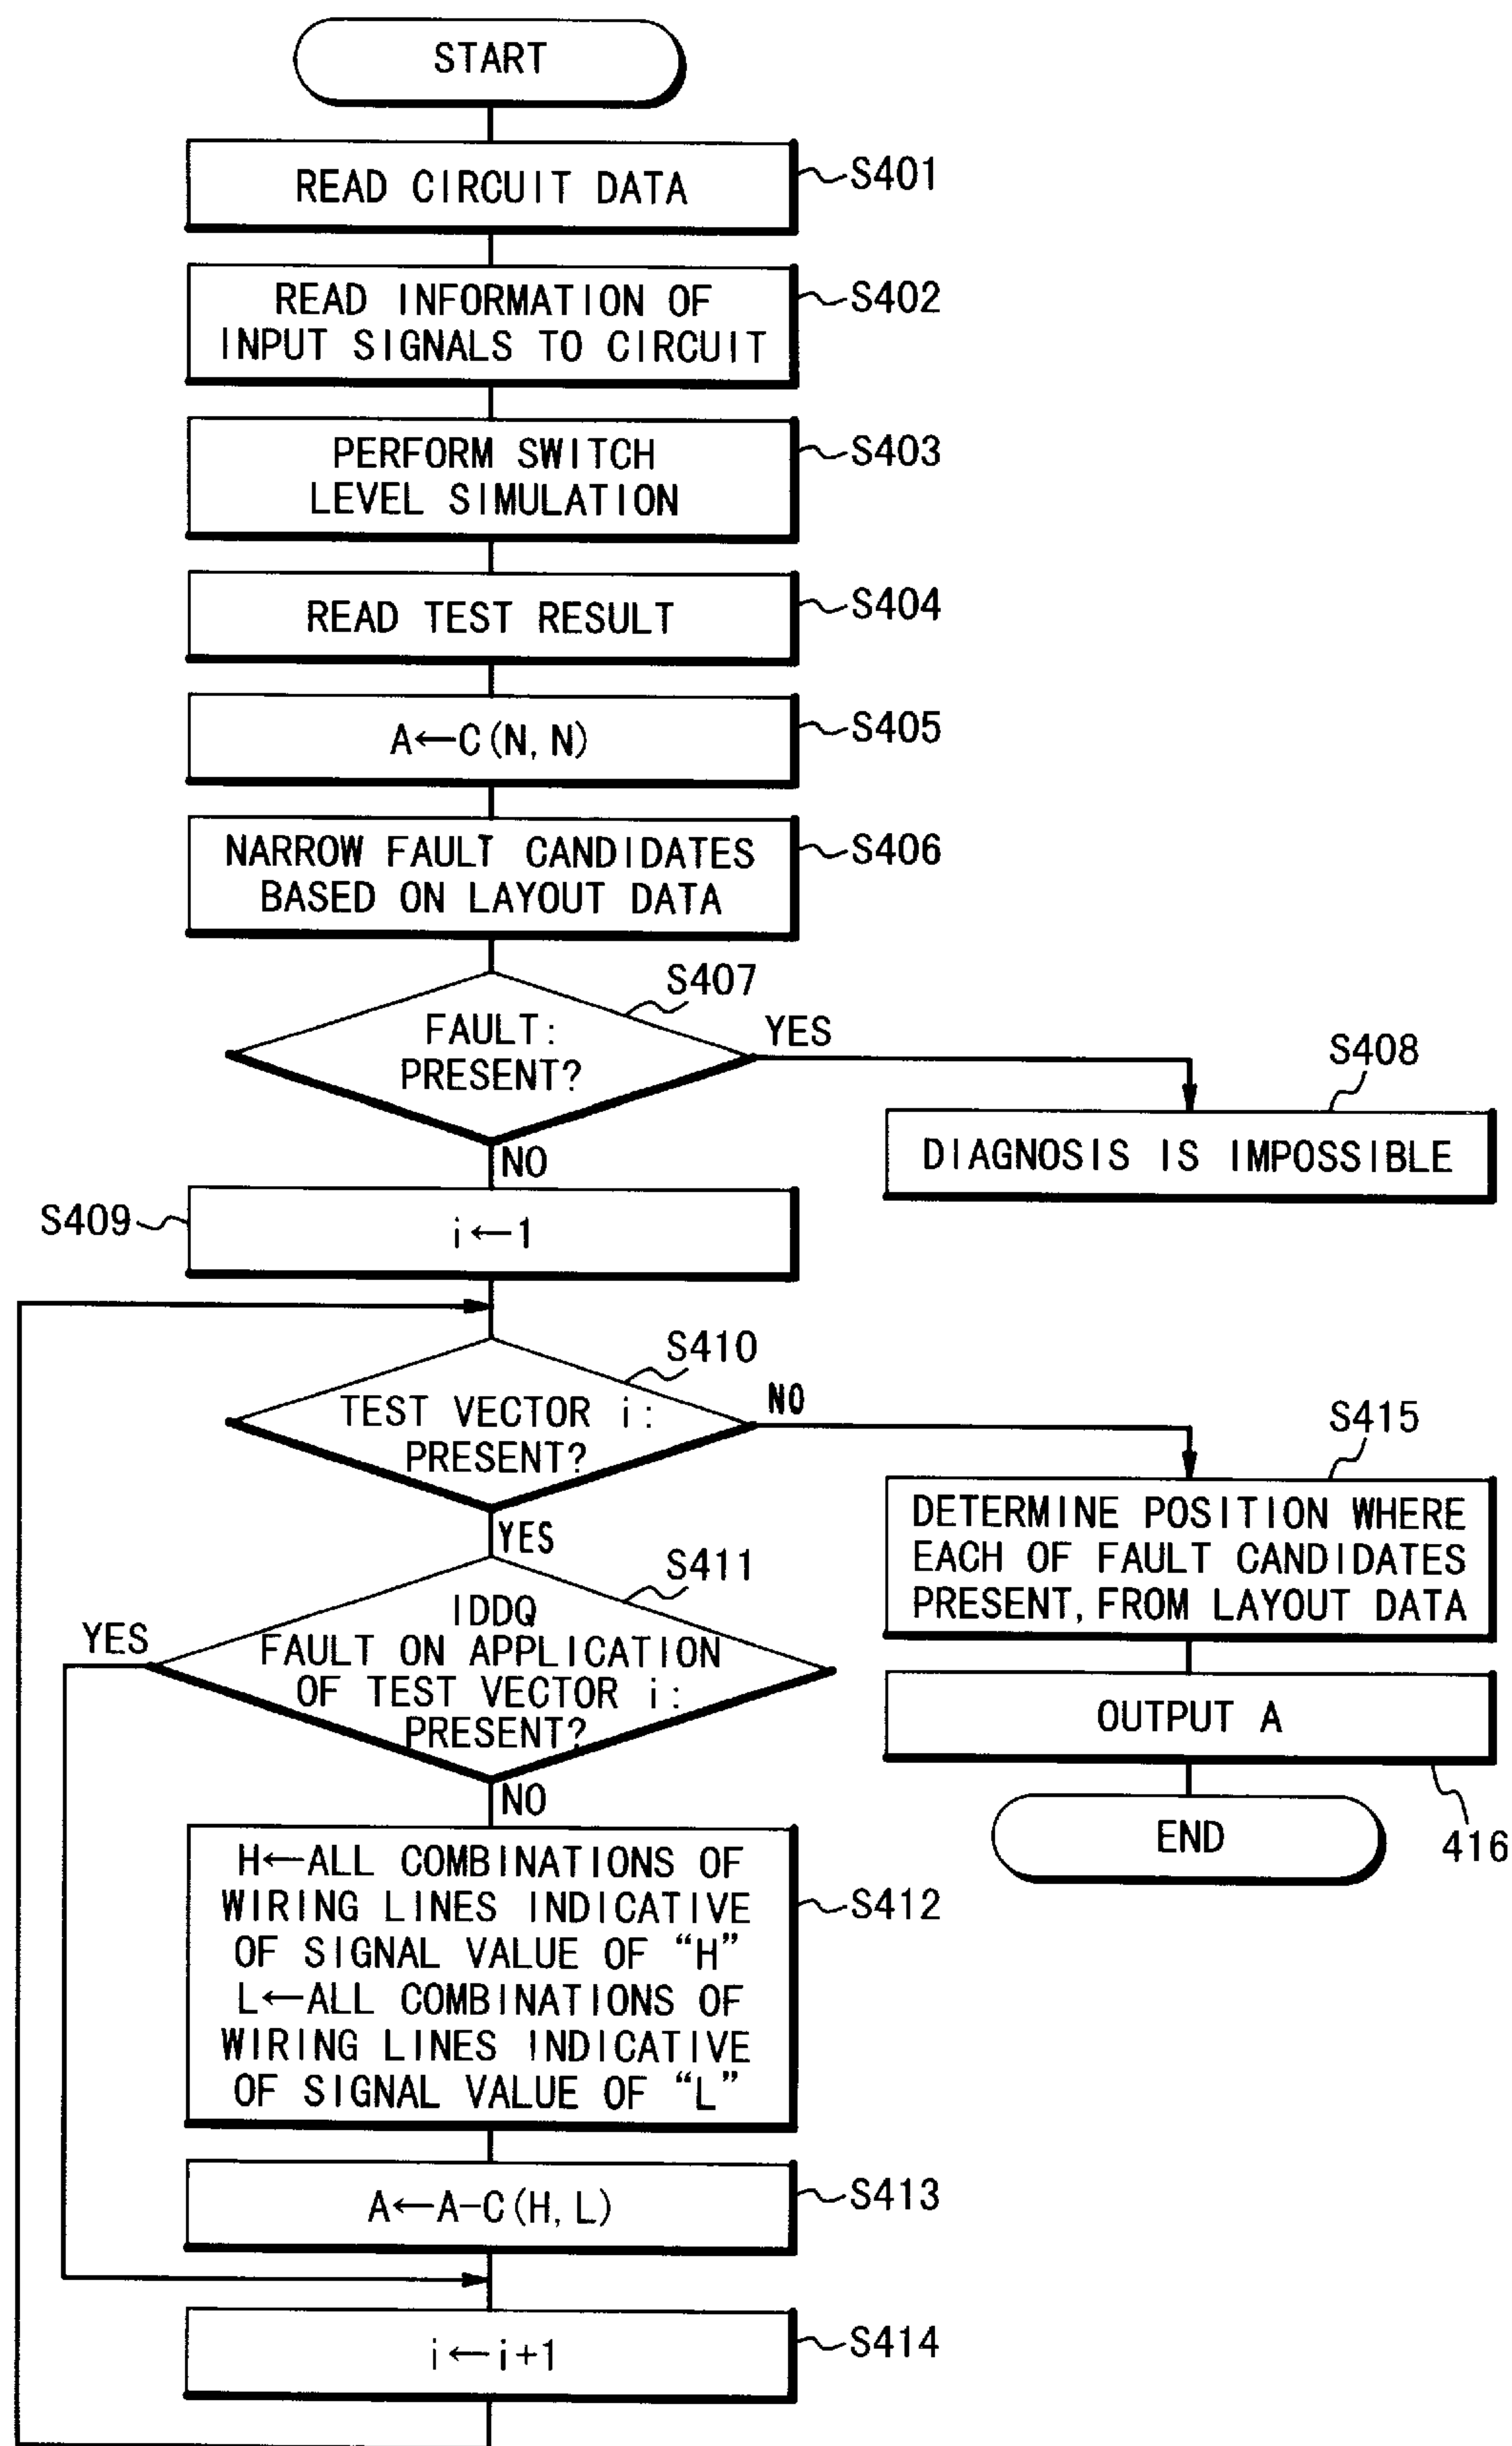 START
READ CIRCUIT DATA
S401
READ INFORMATION OF
INPUT SIGNALS TO CIRCUIT
S402
PERFORM SWITCH
LEVEL SIMULATION
S403
READ TEST RESULT
S404
A←C(N,N)
S405
NARROW FAULT CANDIDATES
BASED ON LAYOUT DATA
S406
S407
FAULT:
PRESENT?
YES
NO
S408
DIAGNOSIS IS IMPOSSIBLE
S409
i←1
S410
TEST VECTOR i:
PRESENT?
NO
YES
S411
IDDQ
FAULT ON APPLICATION
OF TEST VECTOR i:
PRESENT?
YES
NO
S415
DETERMINE POSITION WHERE
EACH OF FAULT CANDIDATES
PRESENT, FROM LAYOUT DATA
OUTPUT A
416
END
H←ALL COMBINATIONS OF
WIRING LINES INDICATIVE
OF SIGNAL VALUE OF “H”
L←ALL COMBINATIONS OF
WIRING LINES INDICATIVE
OF SIGNAL VALUE OF “L”
S412
A←A-C(H,L)
S413
i←i+1
S414